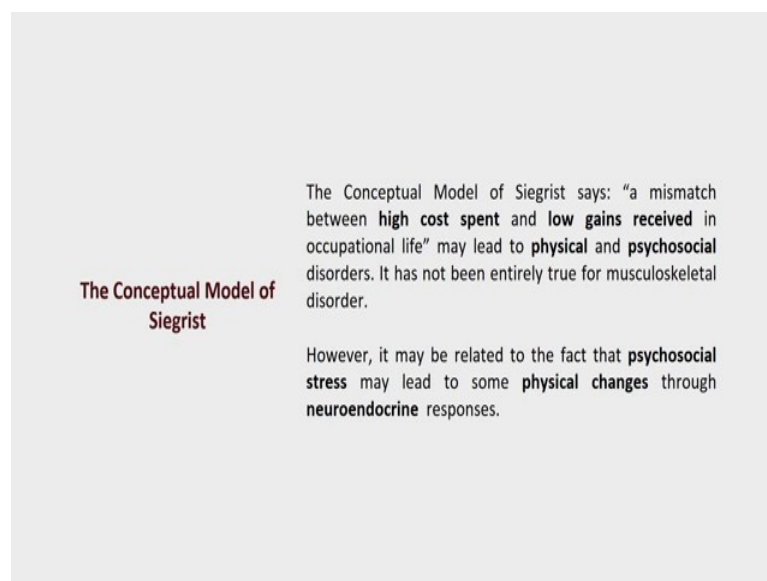 The Conceptual Model of
Siegrist
The Conceptual Model of Siegrist says: “a mismatch
between high cost spent and low gains received in
occupational life” may lead to physical and psychosocial
disorders. It has not been entirely true for musculoskeletal
disorder.
However, it may be related to the fact that psychosocial
stress may lead to some physical changes through
neuroendocrine responses.